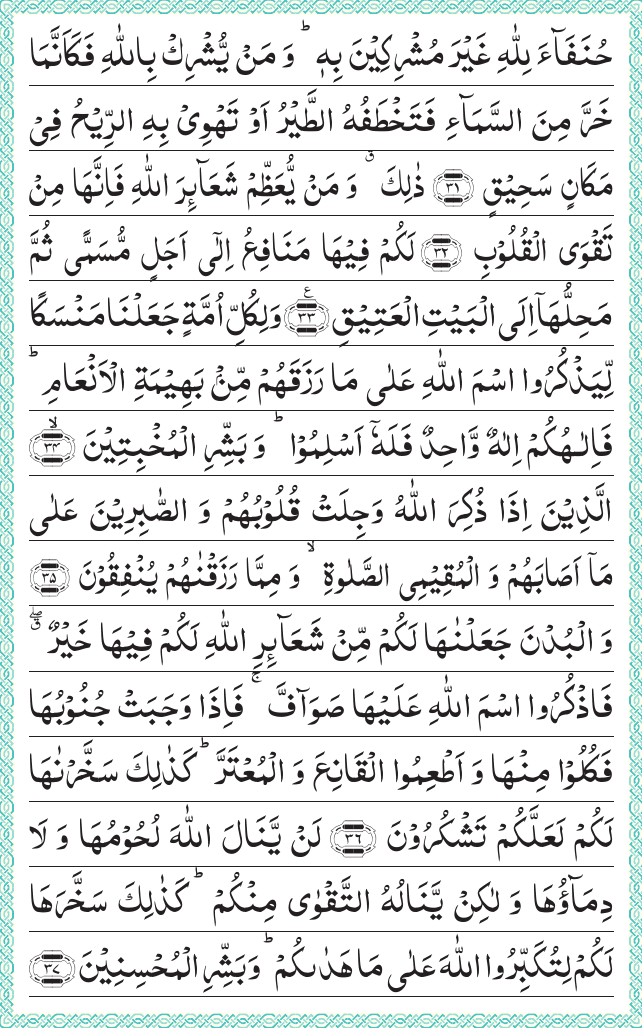 حُنَفَآءَ لِلّٰهِ غَيْرَ مُشْرِكِيْنَ بِهٖ ؕ وَ مَنْ يُّشْرِكْ بِاللّٰهِ فَكَاَنَّمَا
خَرَّ مِنَ السَّمَآءِ فَتَخْطَفُهُ الطَّيْرُ اَوْ تَهْوِيْ بِهِ الرِّيْحُ فِيْ
مَكَانٍ سَحِيْقٍ ﴿۳۱﴾ ذٰلِكَ ۗ وَ مَنْ يُّعَظِّمْ شَعَآئِرَ اللّٰهِ فَاِنَّهَا مِنْ
تَقْوَى الْقُلُوْبِ ﴿۳۲﴾ لَكُمْ فِيْهَا مَنَافِعُ اِلٰٓى اَجَلٍ مُّسَمًّى ثُمَّ
مَحِلُّهَاۤ اِلَى الْبَيْتِ الْعَتِيْقِ ﴿۳۳﴾ ع وَلِكُلِّ اُمَّةٍ جَعَلْنَا مَنْسَكًا
لِّيَذْكُرُوا اسْمَ اللّٰهِ عَلٰى مَا رَزَقَهُمْ مِّنْۢ بَهِيْمَةِ الْاَنْعَامِ ؕ
فَاِلٰـهُكُمْ اِلٰهٌ وَّاحِدٌ فَلَهٗۤ اَسْلِمُوْا ؕ وَ بَشِّرِ الْمُخْبِتِيْنَ ﴿۳۴﴾ ۙ
الَّذِيْنَ اِذَا ذُكِرَ اللّٰهُ وَجِلَتْ قُلُوْبُهُمْ وَ الصّٰبِرِيْنَ عَلٰى
مَاۤ اَصَابَهُمْ وَ الْمُقِيْمِى الصَّلٰوةِ ۙ وَ مِمَّا رَزَقْنٰهُمْ يُنْفِقُوْنَ ﴿۳۵﴾
وَ الْبُدْنَ جَعَلْنٰهَا لَكُمْ مِّنْ شَعَآئِرِ اللّٰهِ لَكُمْ فِيْهَا خَيْرٌ ۖۗ
فَاذْكُرُوا اسْمَ اللّٰهِ عَلَيْهَا صَوَآفَّ ۚ فَاِذَا وَجَبَتْ جُنُوْبُهَا
فَكُلُوْا مِنْهَا وَ اَطْعِمُوا الْقَانِعَ وَ الْمُعْتَرَّ ؕ كَذٰلِكَ سَخَّرْنٰهَا
لَكُمْ لَعَلَّكُمْ تَشْكُرُوْنَ ﴿۳۶﴾ لَنْ يَّنَالَ اللّٰهَ لُحُوْمُهَا وَ لَا
دِمَآؤُهَا وَ لٰكِنْ يَّنَالُهُ التَّقْوٰى مِنْكُمْ ؕ كَذٰلِكَ سَخَّرَهَا
لَكُمْ لِتُكَبِّرُوا اللّٰهَ عَلٰى مَا هَدٰىكُمْ ؕ وَبَشِّرِ الْمُحْسِنِيْنَ ﴿۳۷﴾